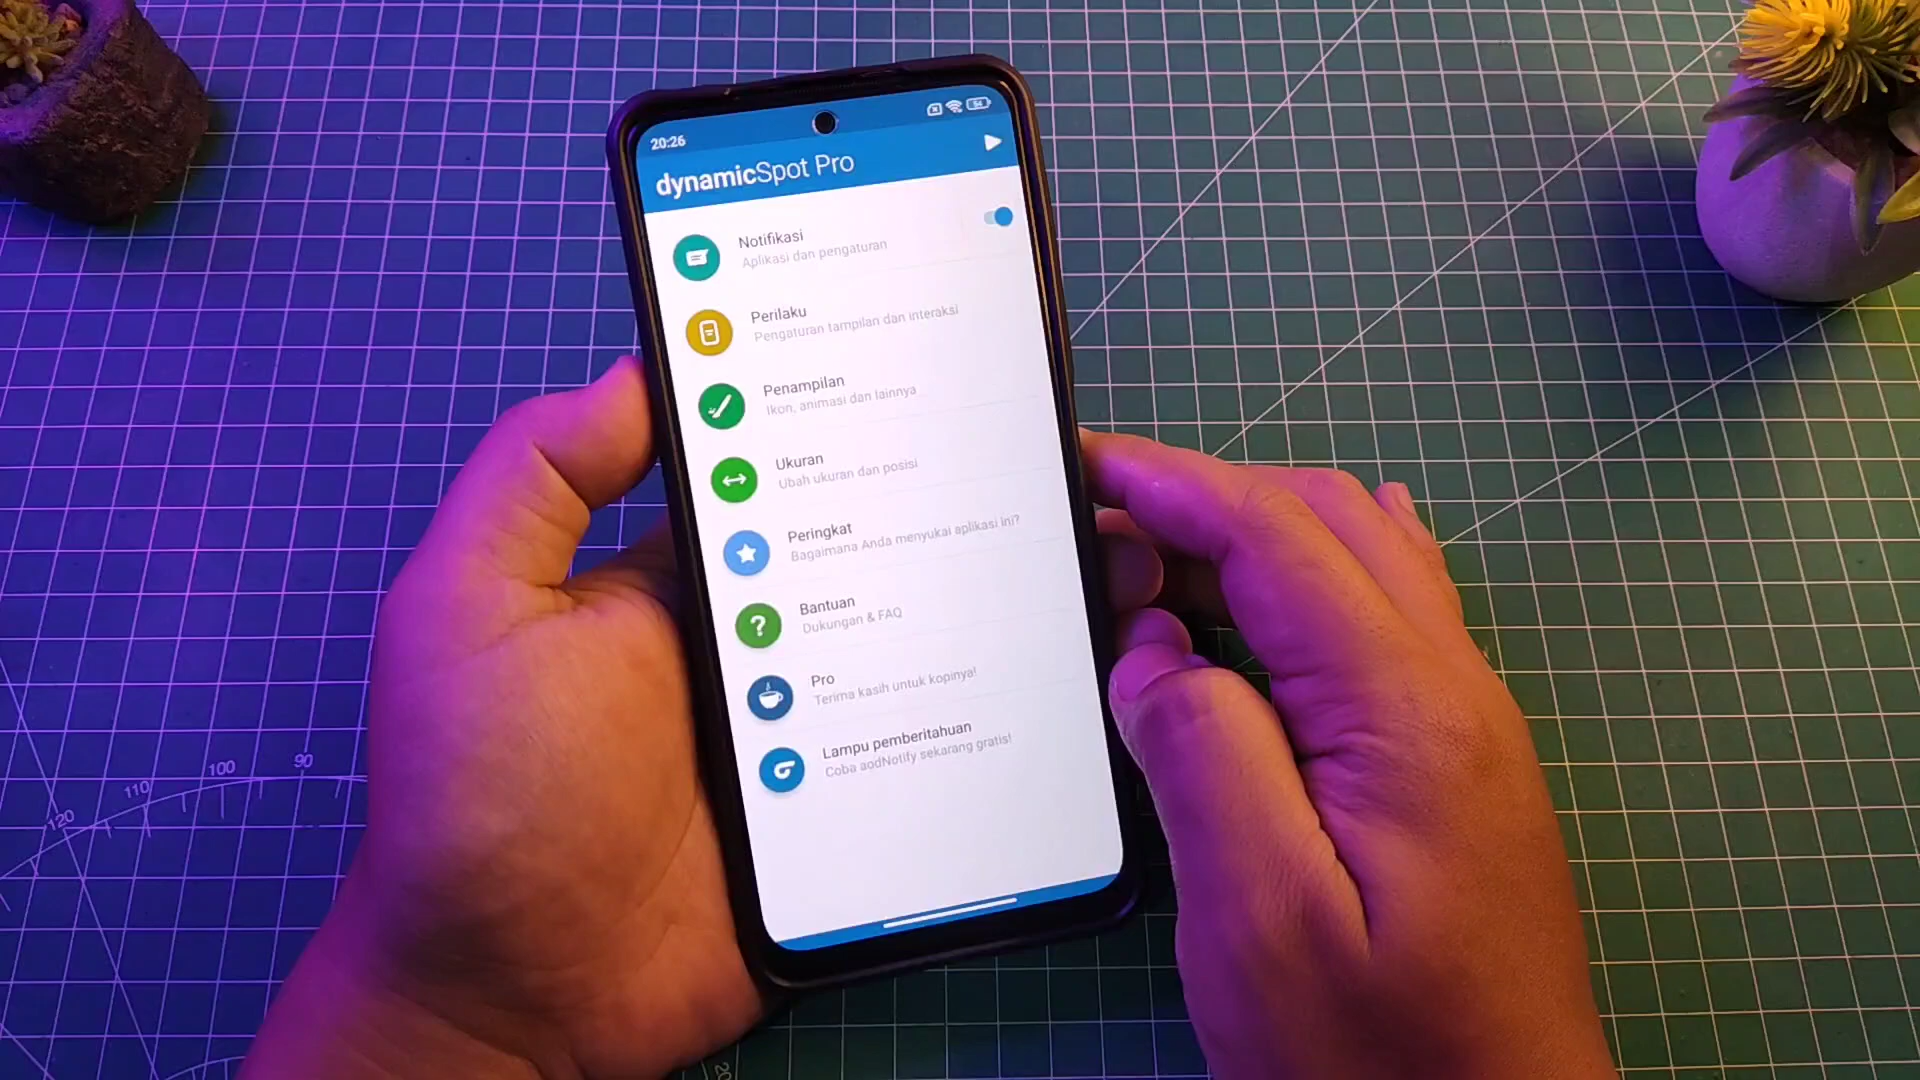 20:26
54
dynamicSpot Pro
Notifikasi
Aplikasi dan pengaturan
Perilaku
Pengaturan tampilan dan interaksi
Penampilan
Ikon, animasi dan lainnya
Ukuran
Ubah ukuran dan posisi
Peringkat
Bagaimana Anda menyukai aplikasi ini?
?
Bantuan
Dukungan & FAQ
Pro
Terima kasih untuk kopinya!
Lampu pemberitahuan
Coba aodNotify sekarang gratis!
120
110
100
90